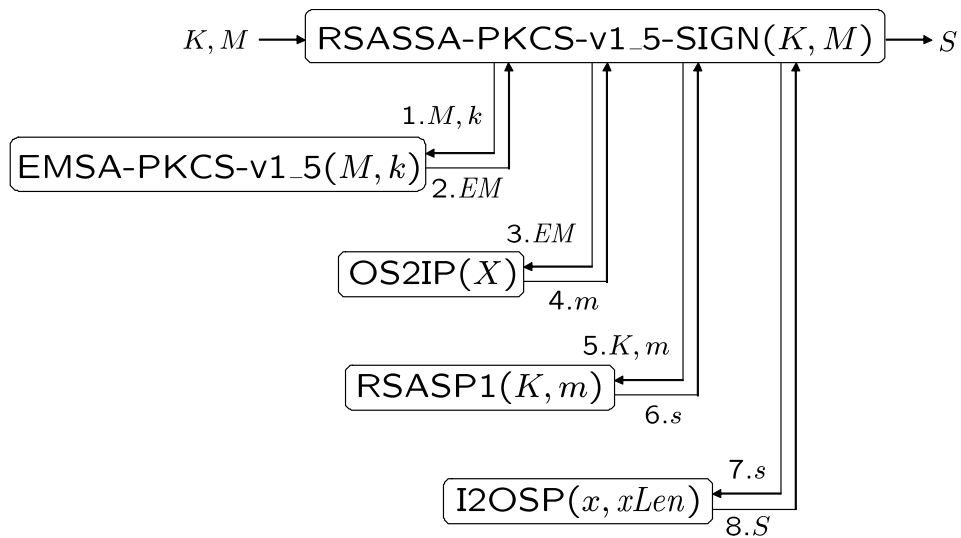 K, M RSASSA-PKCS-v1_5-SIGN(K, M) S
1.M, k
EMSA-PKCS-v1_5(M, k)
2.EM
3.EM
OS2IP(X)
4.m
5.K, m
RSASP1(K, m)
6.s
7.s
I2OSP(x, xLen)
8.S